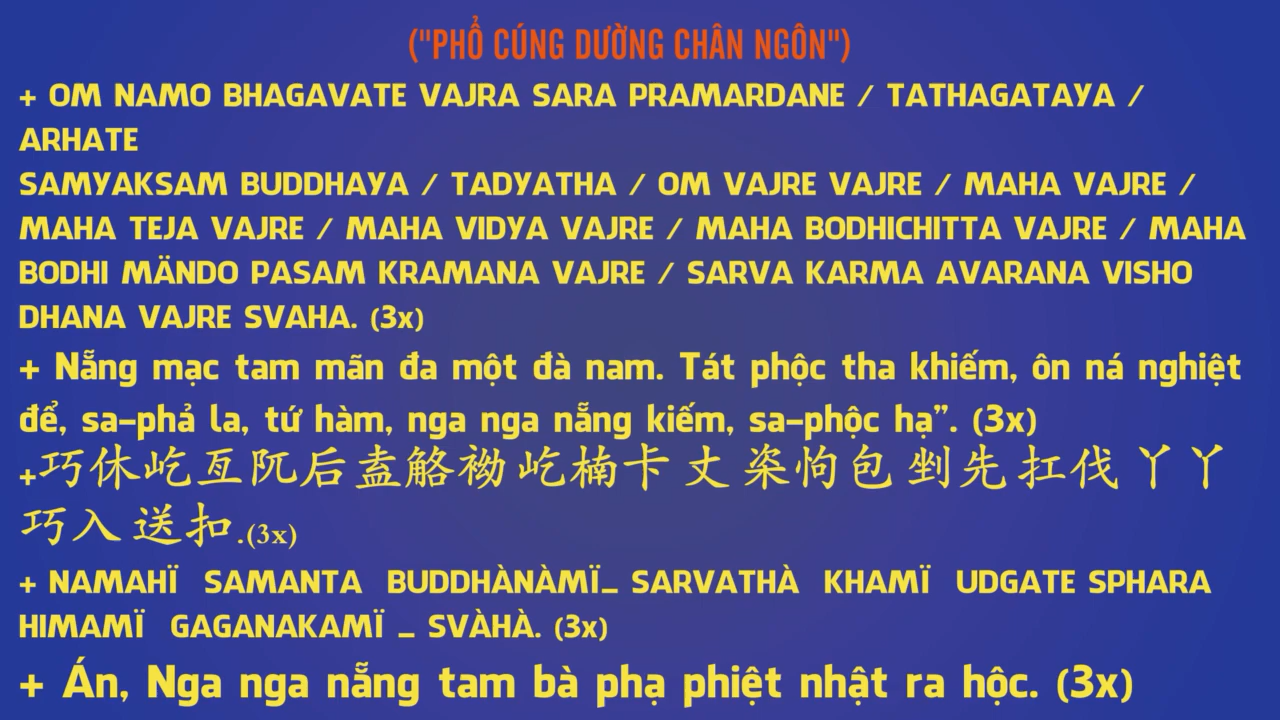 ("PHỔ CÚNG DƯỜNG CHÂN NGÔN")
+ OM NAMO BHAGAVATE VAJRA SARA PRAMARDANE / TATHAGATAYA /
ARHATE
SAMYAKSAM BUDDHAYA / TADYATHA / OM VAJRE VAJRE / MAHA VAJRE /
MAHA TEJA VAJRE / MAHA VIDYA VAJRE / MAHA BODHICHITTA VAJRE / MAHA
BODHI MÄNDO PASAM KRAMANA VAJRE / SARVA KARMA AVARANA VISHO
DHANA VAJRE SVAHA. (3x)
+ Nẵng mạc tam mãn đa một đà nam. Tát phộc tha khiếm, ôn ná nghiệt
để, sa-phả la, tứ hàm, nga nga nẵng kiếm, sa-phộc hạ”. (3x)
+巧休屹亙阮后盍觡袎屹楠卡丈粢怐包剉先扛伐丫丫
巧入送扣.(3x)
+ NAMAHÏ SAMANTA BUDDHÀNÀMÏ_ SARVATHÀ KHAMÏ UDGATE SPHARA
HIMAMÏ GAGANAKAMÏ _ SVÀHÀ. (3x)
+ Án, Nga nga nẵng tam bà phạ phiệt nhật ra hộc. (3x)